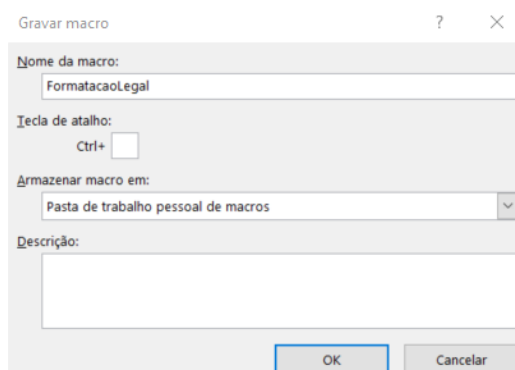 Gravar macro ?
Nome da macro:
FormatacaoLegal
Tecla de atalho:
Ctrl+
Armazenar macro em:
Pasta de trabalho pessoal de macros
Descrição:
OK Cancelar